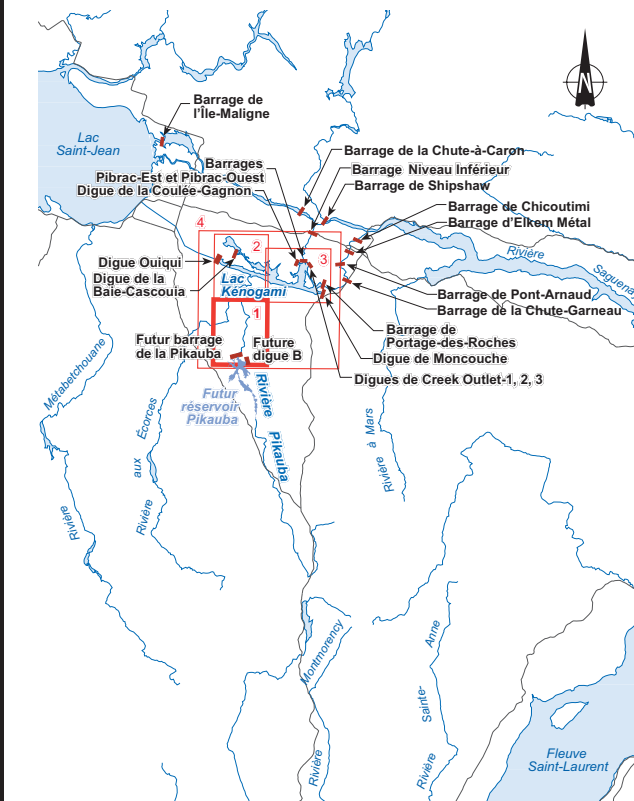 N
Barrage de
l'Île-Maligne
Lac
Saint-Jean
Barrage de la Chute-à-Caron
Barrages
Pibrac-Est et Pibrac-Ouest
Digue de la Coulée-Gagnon
Barrage Niveau Inférieur
Barrage de Shipshaw
Barrage de Chicoutimi
Barrage d'Elkem Métal
4
2
3
Rivière
Saguena
Digue Ouiqui
Digue de la
Baie-Cascouia
Lac
Kénogami
Barrage de Pont-Arnaud
Barrage de la Chute-Garneau
1
Barrage de
Portage-des-Roches
Digue de Moncouche
Digues de Creek Outlet-1, 2, 3
Futur barrage
de la Pikauba
Future
digue B
Futur
réservoir
Pikauba
Rivière
Pikauba
Métabetchouane
Rivière
aux Écorces
Rivière
Rivière à Mars
Montmorency
Rivière
Anne
Sainte-
Rivière
Fleuve
Saint-Laurent